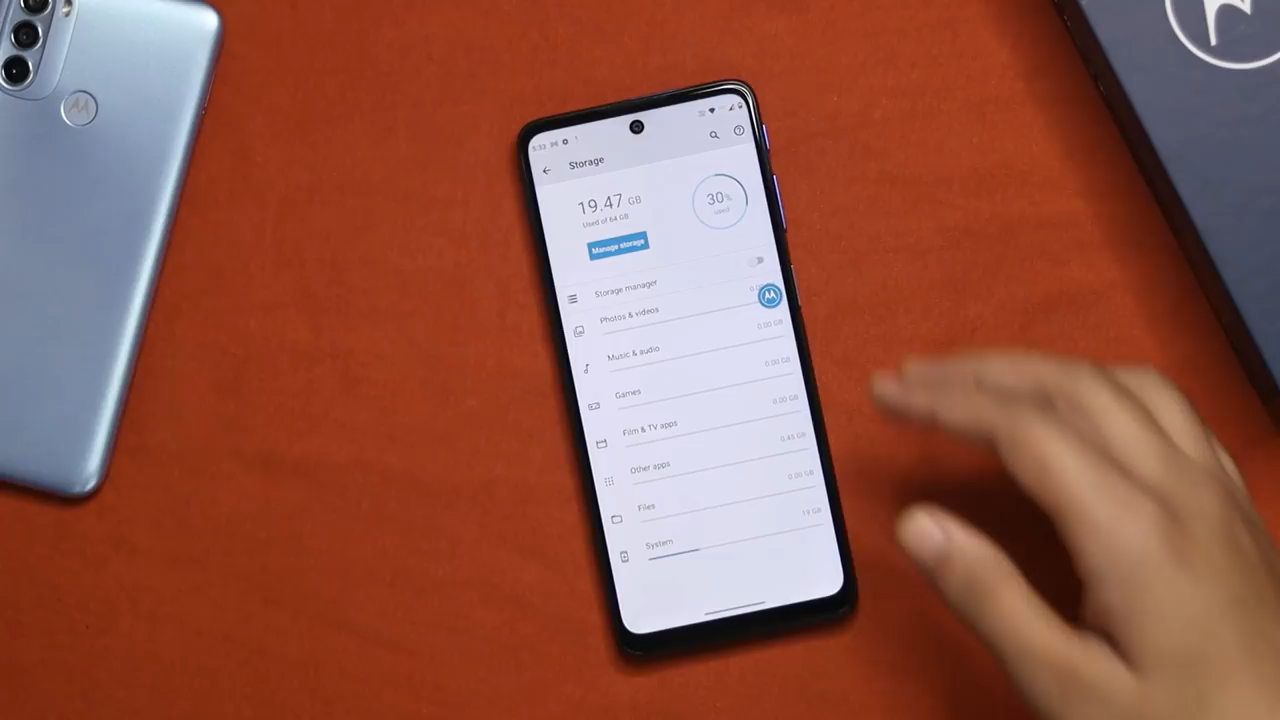 5:33
Storage
19.47 GB
Used of 64 GB
30%
used
Manage storage
Storage manager
Photos & videos
Music & audio
0.00 GB
Games
0.00 GB
Film & TV apps
0.00 GB
Other apps
0.45 GB
Files
0.00 GB
System
19 GB